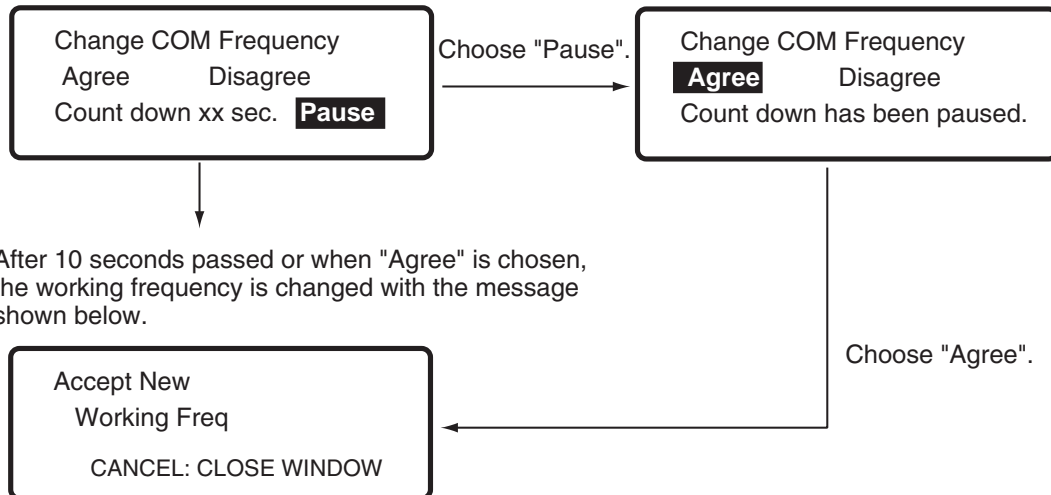 Change COM Frequency
Agree Disagree
Count down xx sec. Pause
Choose "Pause".
Change COM Frequency
Agree Disagree
Count down has been paused.
After 10 seconds passed or when "Agree" is chosen,
the working frequency is changed with the message
shown below.
Choose "Agree".
Accept New
Working Freq
CANCEL: CLOSE WINDOW